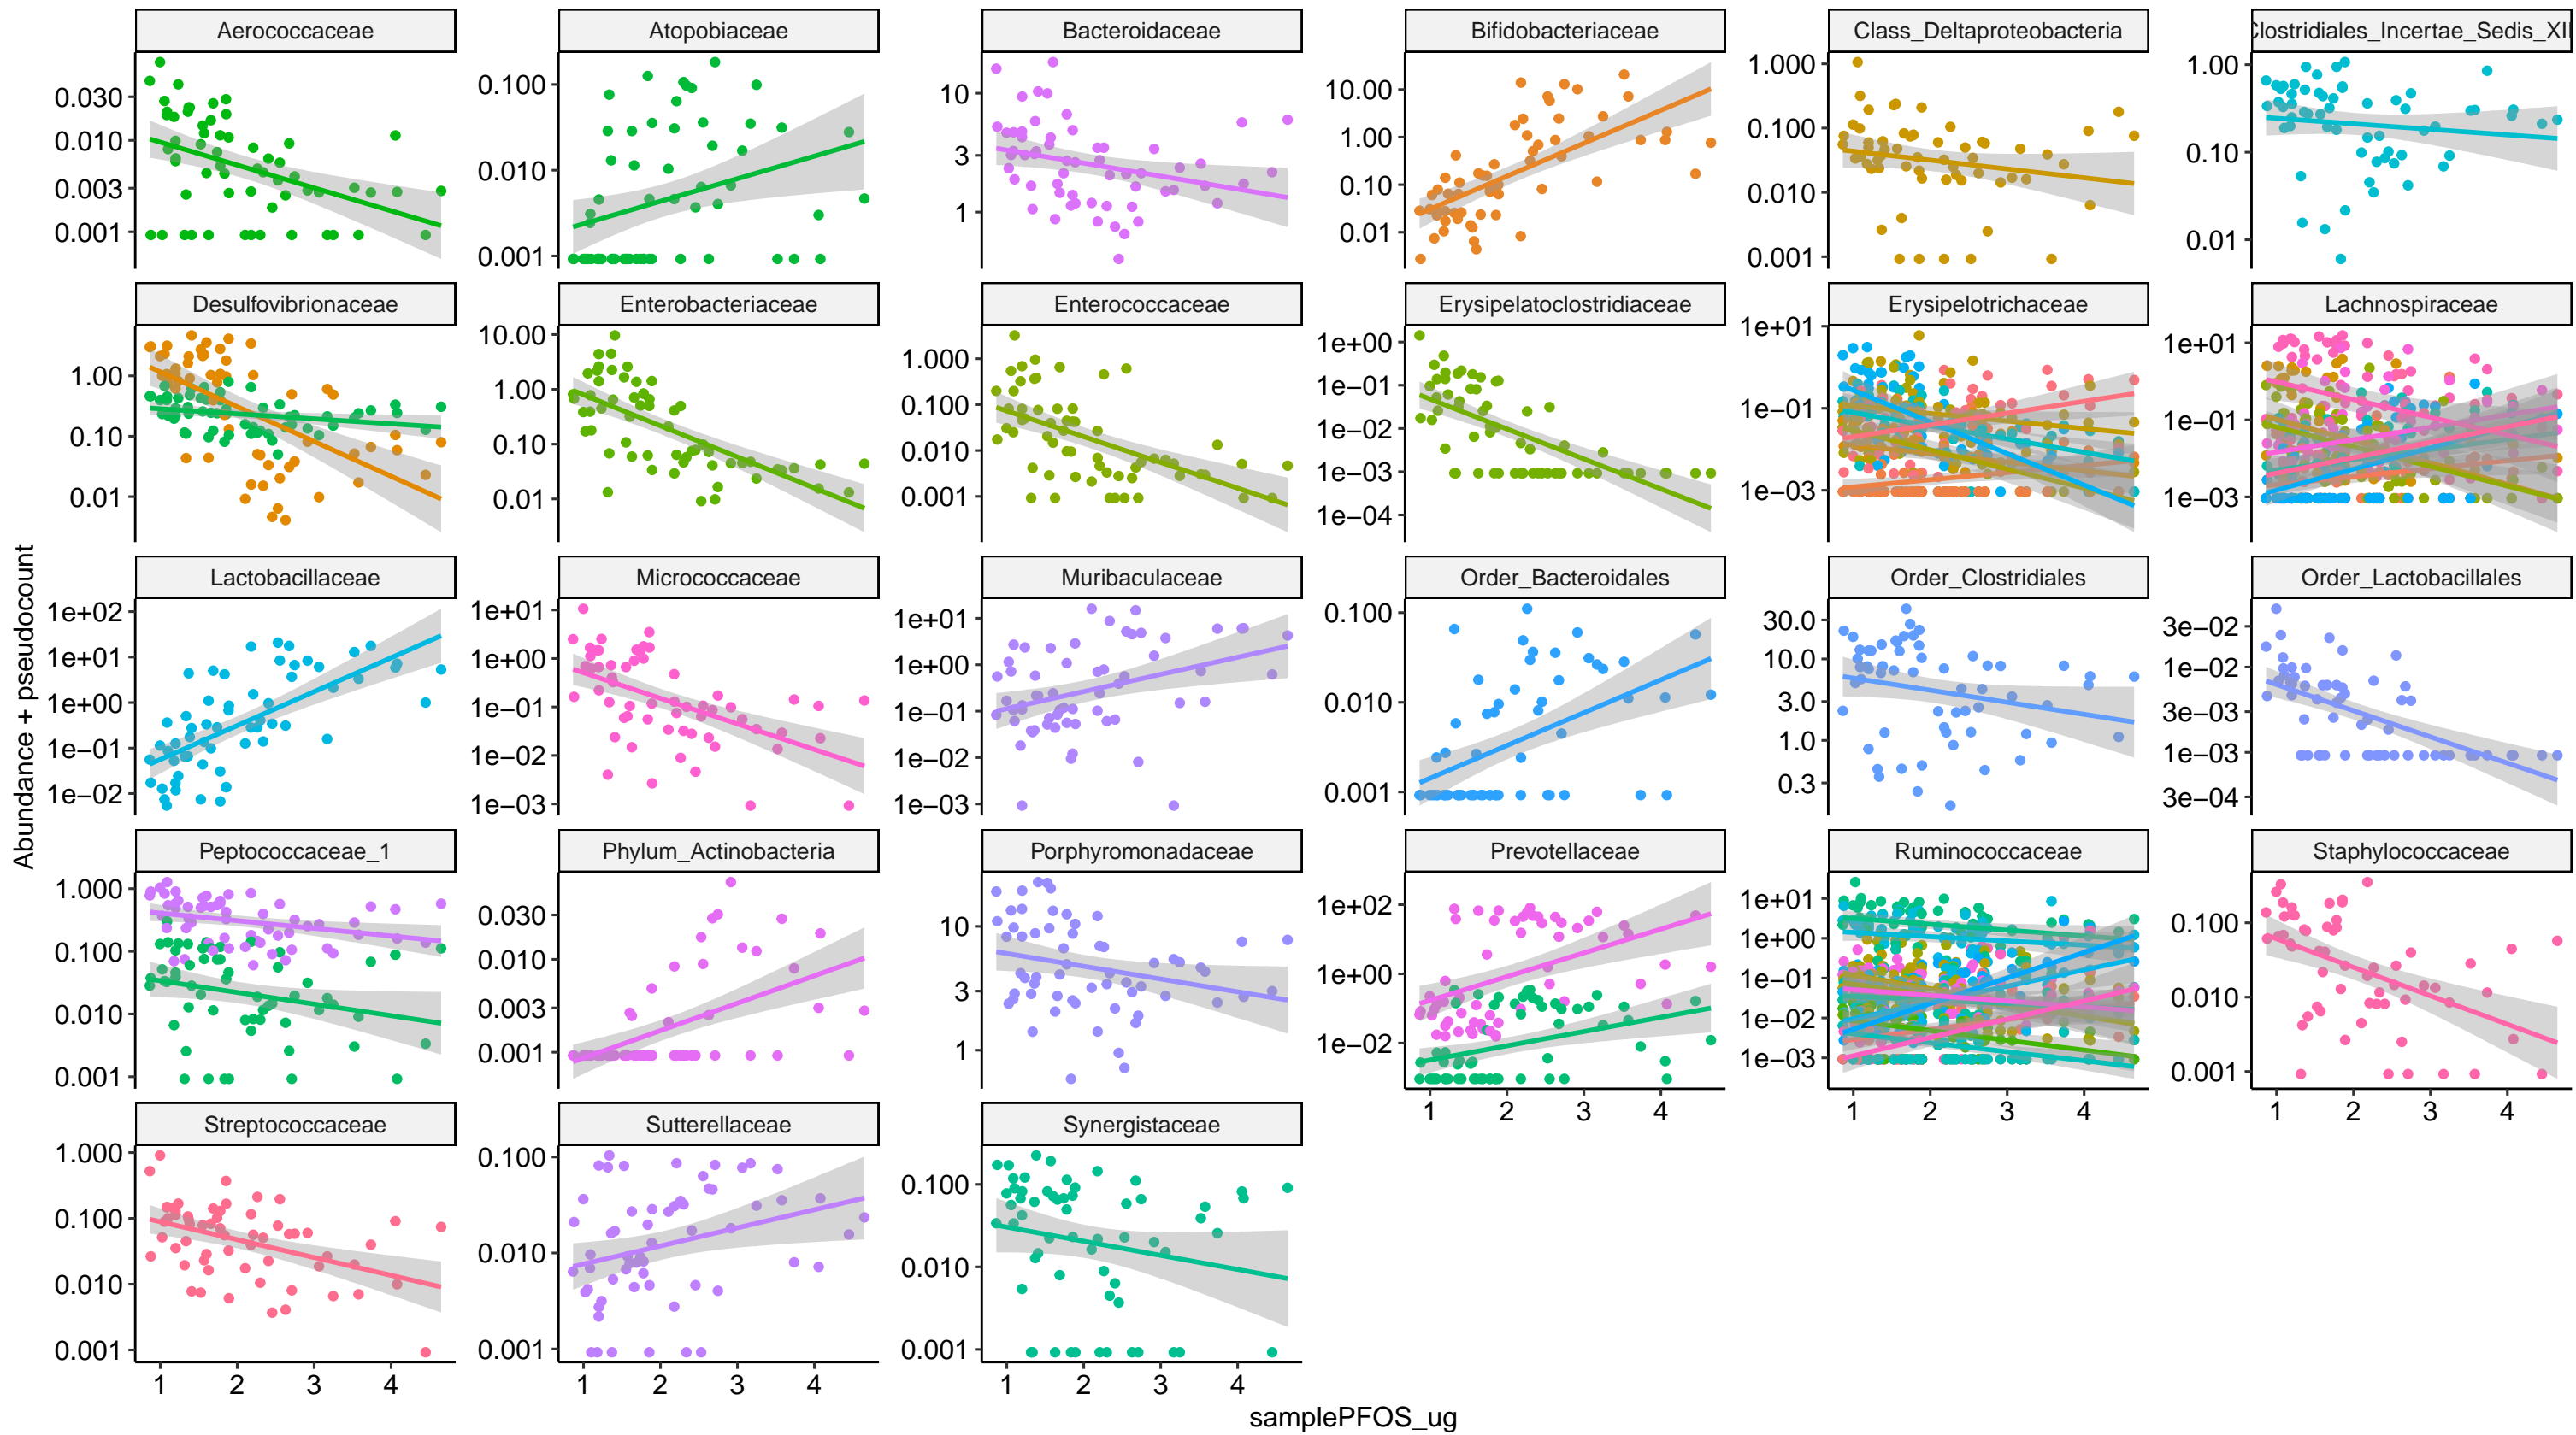 Aerococcaceae Atopobiaceae Bacteroidaceae Bifidobacteriaceae Class_Deltaproteobacteria Clostridiales_Incertae_Sedis_XII
0.030 0.010 0.003 0.001
0.100 0.010 0.001
10 3 1
10.00 1.00 0.10 0.01
1.000 0.100 0.010 0.001
1.00 0.10 0.01
Desulfovibrionaceae Enterobacteriaceae Enterococcaceae Erysipelatoclostridiaceae Erysipelotrichaceae Lachnospiraceae
1.00 0.10 0.01
10.00 1.00 0.10 0.01
1.000 0.100 0.010 0.001
1e+00 1e−01 1e−02 1e−03 1e−04
1e+01 1e−01 1e−03
1e+01 1e−01 1e−03
Abundance + pseudocount
Lactobacillaceae Micrococcaceae Muribaculaceae Order_Bacteroidales Order_Clostridiales Order_Lactobacillales
1e+02 1e+01 1e+00 1e−01 1e−02
1e+01 1e+00 1e−01 1e−02 1e−03
1e+01 1e+00 1e−01 1e−02 1e−03
0.100 0.010 0.001
30.0 10.0 3.0 1.0 0.3
3e−02 1e−02 3e−03 1e−03 3e−04
Peptococcaceae_1 Phylum_Actinobacteria Porphyromonadaceae Prevotellaceae Ruminococcaceae Staphylococcaceae
1.000 0.100 0.010 0.001
0.030 0.010 0.003 0.001
10 3 1
1e+02 1e+00 1e−02
1e+01 1e+00 1e−01 1e−02 1e−03
0.100 0.010 0.001
1 2 3 4
1 2 3 4
1 2 3 4
Streptococcaceae Sutterellaceae Synergistaceae
1.000 0.100 0.010 0.001
0.100 0.010 0.001
0.100 0.010 0.001
1 2 3 4
1 2 3 4
1 2 3 4
samplePFOS_ug